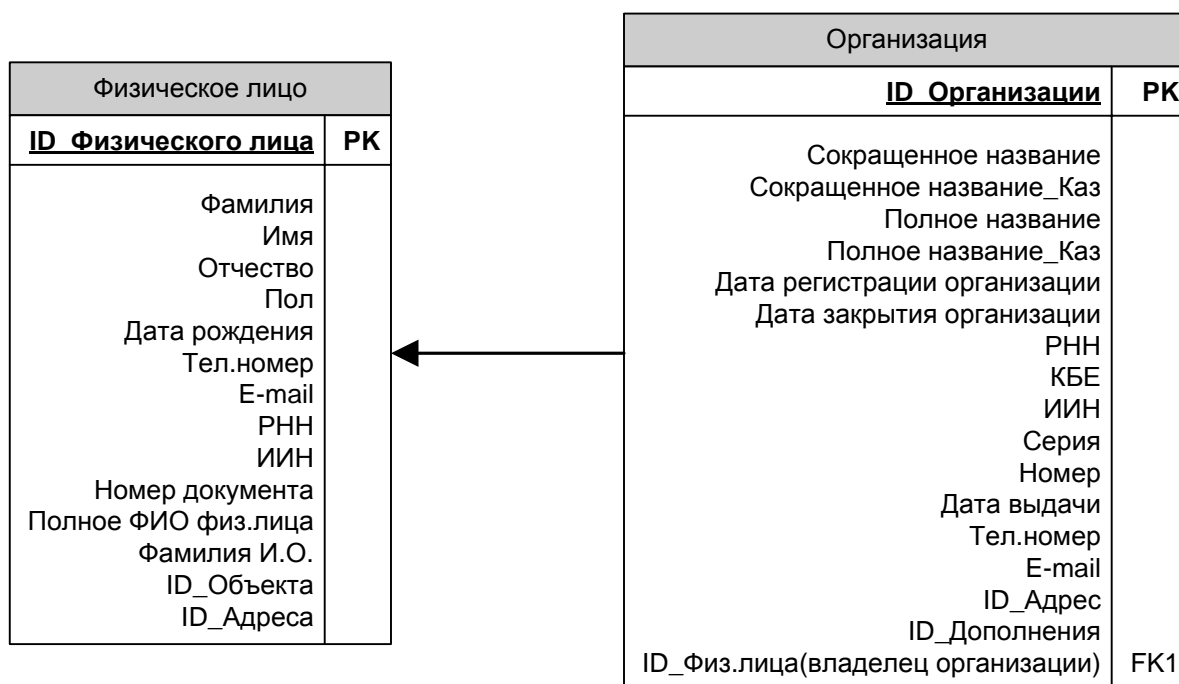 Физическое лицо
ID_Физического лица PK
Фамилия
Имя
Отчество
Пол
Дата рождения
Тел.номер
E-mail
РНН
ИИН
Номер документа
Полное ФИО физ.лица
Фамилия И.О.
ID_Объекта
ID_Адреса
Организация
ID_Организации PK
Сокращенное название
Сокращенное название_Каз
Полное название
Полное название_Каз
Дата регистрации организации
Дата закрытия организации
РНН
КБЕ
ИИН
Серия
Номер
Дата выдачи
Тел.номер
E-mail
ID_Адрес
ID_Дополнения
ID_Физ.лица(владелец организации) FK1